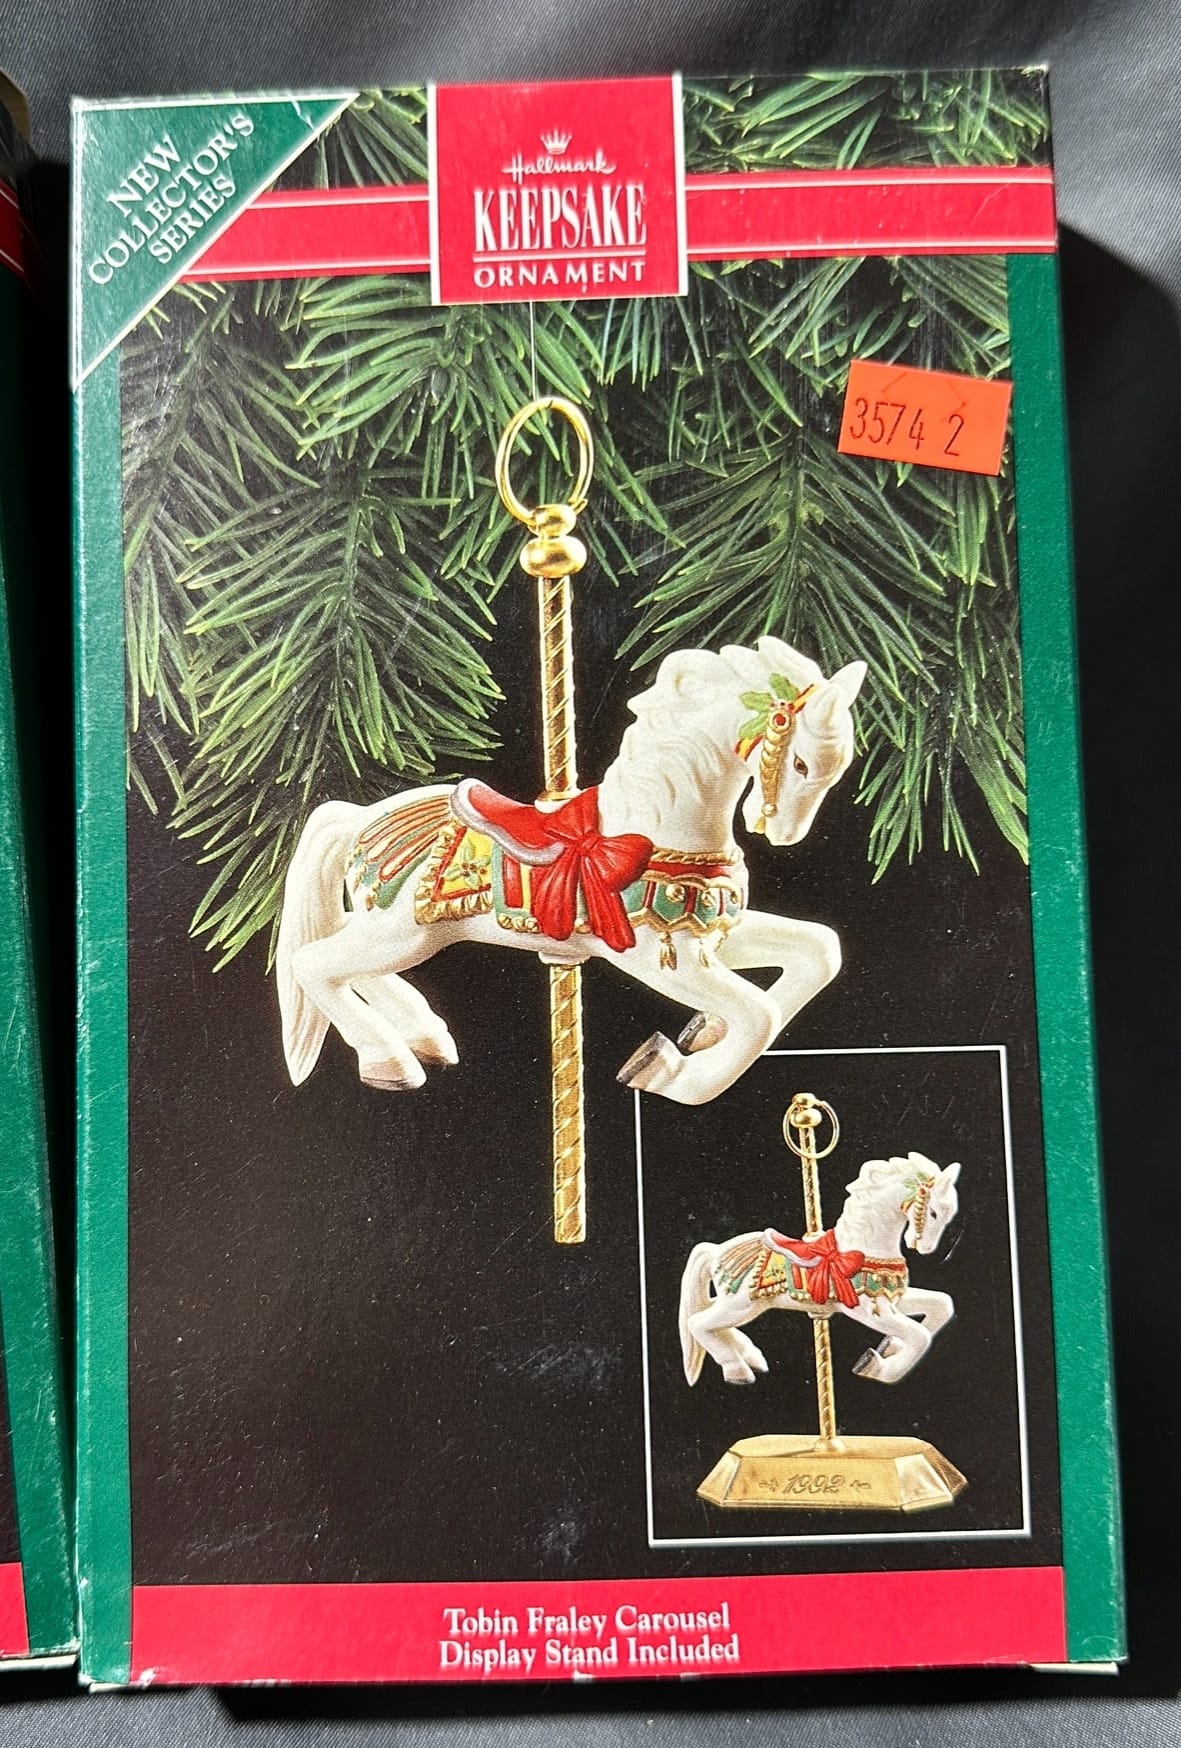 NEW
COLLECTOR'S
SERIES
Hallmark
KEEPSAKE
ORNAMENT
3574 2
1992
Tobin Fraley Carousel
Display Stand Included